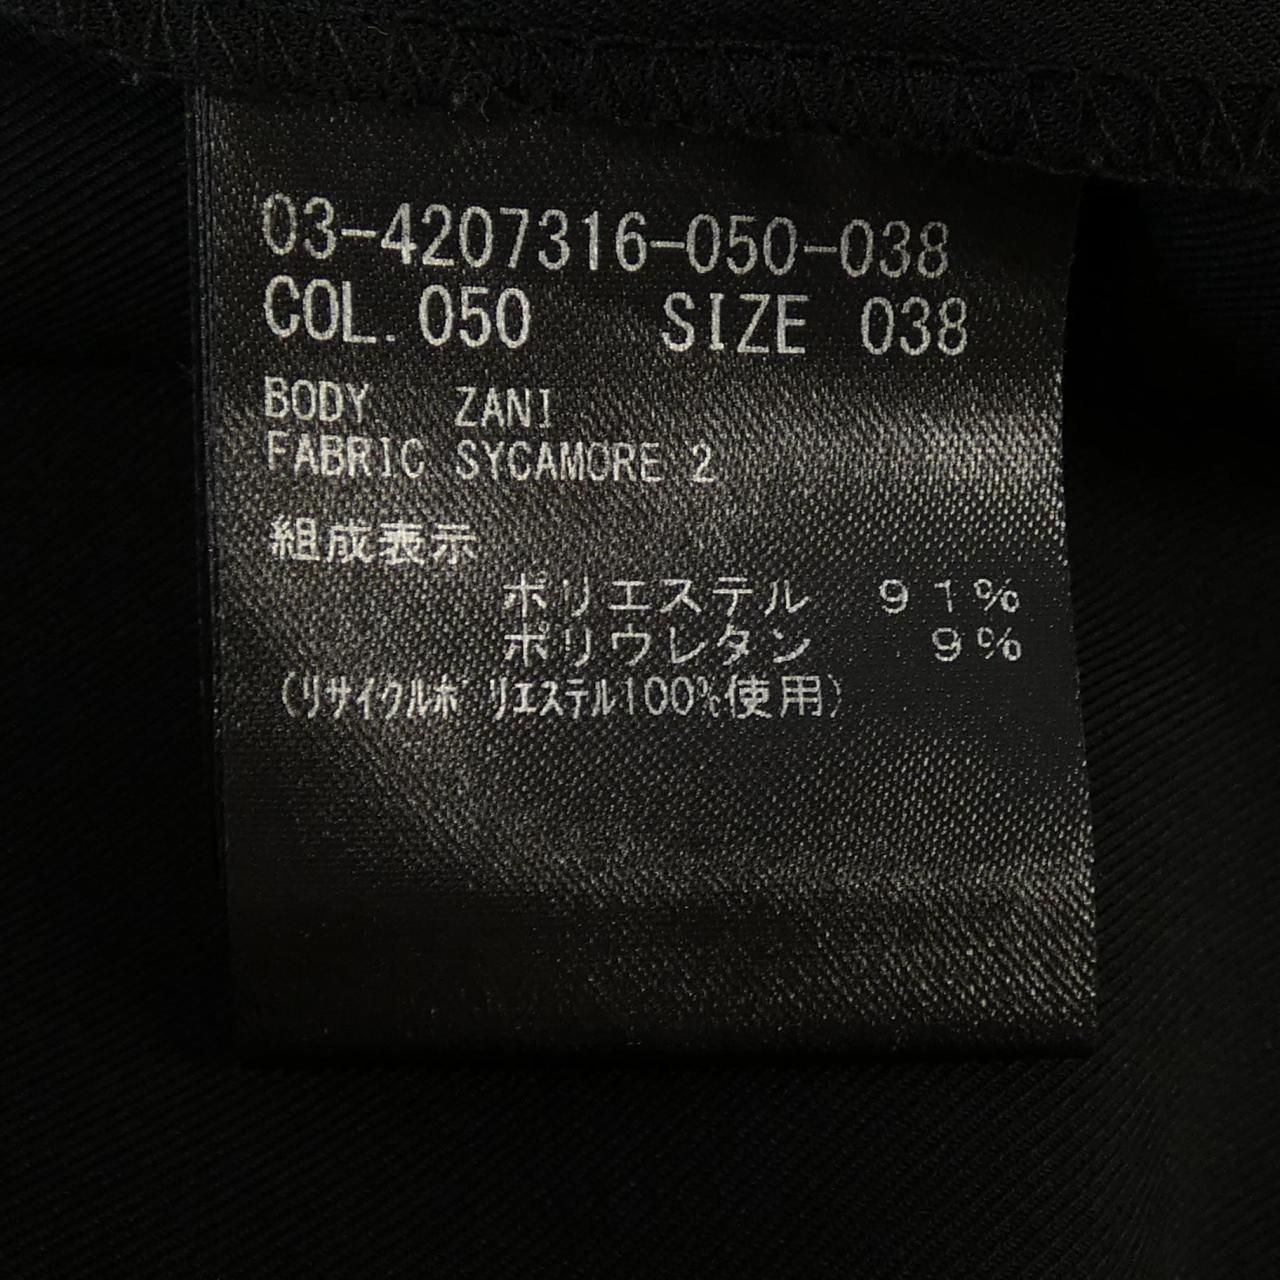 03-4207316-050-038
COL. 050 SIZE 038
BODY ZANI
FABRIC SYCAMORE 2
組成表示
ポリエステル 91%
ポリウレタン 9%
(ﾘｻｲｸﾙﾎﾟﾘｴｽﾃﾙ100%使用)